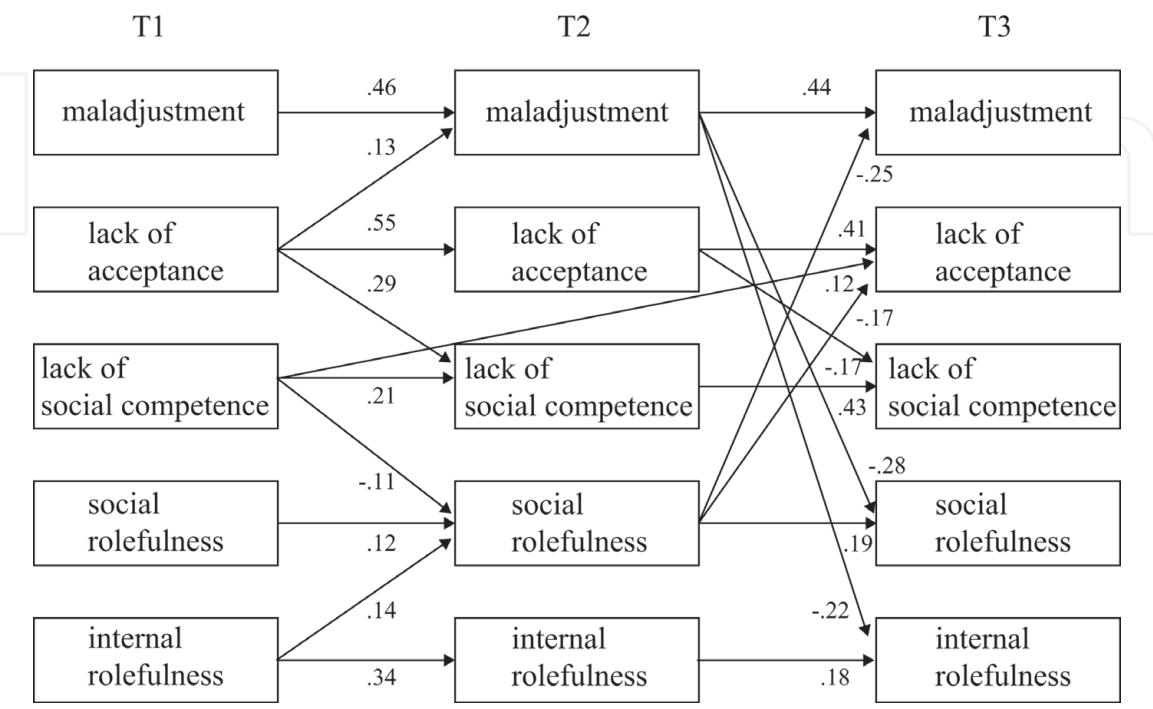 T1 T2 T3
.46 .44
maladjustment maladjustment maladjustment
.13
-.25
.55 .41
lack of lack of lack of
acceptance acceptance acceptance
.29 .12
-.17
lack of lack of -.17 lack of
social competence .21 social competence .43 social competence
-.28
-.11
social social social
rolefulness .12 rolefulness .19 rolefulness
.14 -.22
internal internal internal
rolefulness .34 rolefulness .18 rolefulness